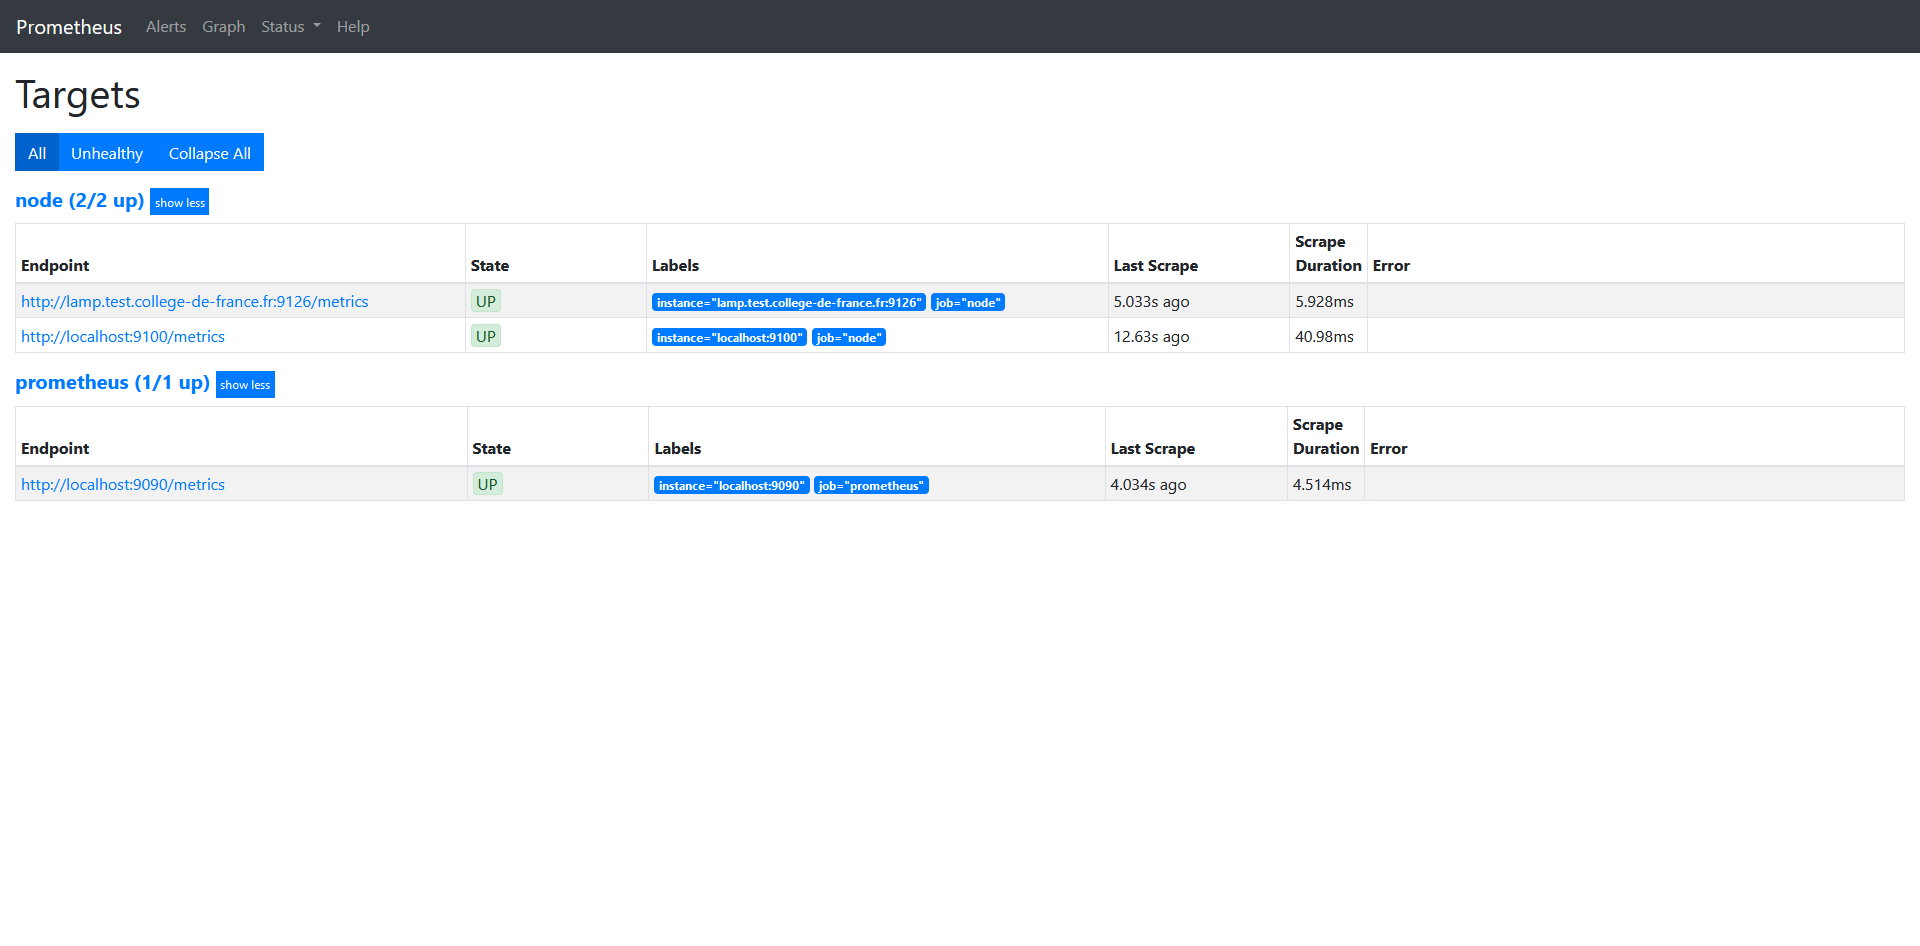 Prometheus Alerts Graph Status Help
Targets
All Unhealthy Collapse All
node (2/2 up) show less
Endpoint State Labels Last Scrape Scrape Duration Error
http://lamp.test.college-de-france.fr:9126/metrics UP instance="lamp.test.college-de-france.fr:9126" job="node" 5.033s ago 5.928ms
http://localhost:9100/metrics UP instance="localhost:9100" job="node" 12.63s ago 40.98ms
prometheus (1/1 up) show less
Endpoint State Labels Last Scrape Scrape Duration Error
http://localhost:9090/metrics UP instance="localhost:9090" job="prometheus" 4.034s ago 4.514ms